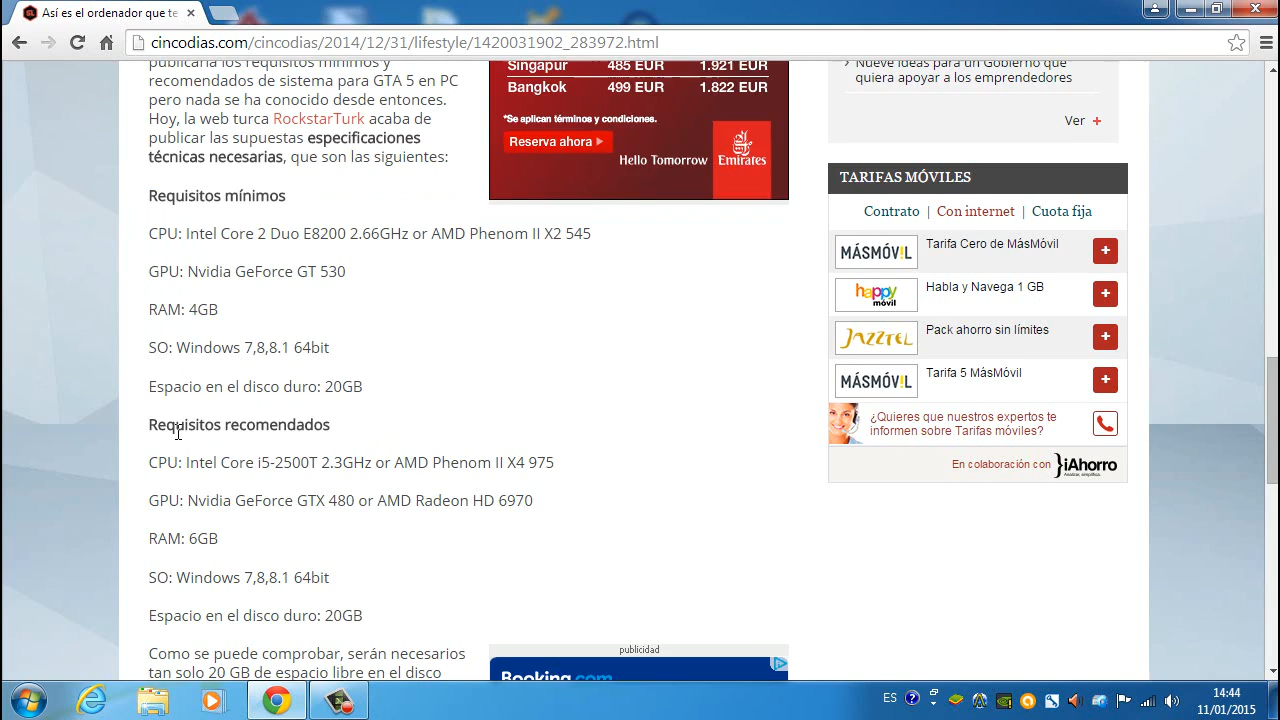 Así es el ordenador que te
cincodias.com/cincodias/2014/12/31/lifestyle/1420031902_283972.html
publicaría los requisitos mínimos y
recomendados de sistema para GTA 5 en PC
pero nada se ha conocido desde entonces.
Hoy, la web turca RockstarTurk acaba de
publicar las supuestas especificaciones
técnicas necesarias, que son las siguientes:
Requisitos mínimos
CPU: Intel Core 2 Duo E8200 2.66GHz or AMD Phenom II X2 545
GPU: Nvidia GeForce GT 530
RAM: 4GB
SO: Windows 7,8,8.1 64bit
Espacio en el disco duro: 20GB
Requisitos recomendados
CPU: Intel Core i5-2500T 2.3GHz or AMD Phenom II X4 975
GPU: Nvidia GeForce GTX 480 or AMD Radeon HD 6970
RAM: 6GB
SO: Windows 7,8,8.1 64bit
Espacio en el disco duro: 20GB
Como se puede comprobar, serán necesarios
tan solo 20 GB de espacio libre en el disco
Singapur 485 EUR 1.921 EUR
Bangkok 499 EUR 1.822 EUR
*Se aplican términos y condiciones.
Reserva ahora
Hello Tomorrow
Emirates
publicidad
Booking.com
Nueve ideas para un Gobierno que
quiera apoyar a los emprendedores
Ver +
TARIFAS MÓVILES
Contrato | Con internet | Cuota fija
MÁSMÓV!L Tarifa Cero de MásMóvil +
happy móvil Habla y Navega 1 GB +
JAZZTEL Pack ahorro sin límites +
MÁSMÓV!L Tarifa 5 MásMóvil +
¿Quieres que nuestros expertos te
informen sobre Tarifas móviles?
En colaboración con iAhorro
ES
14:44
11/01/2015